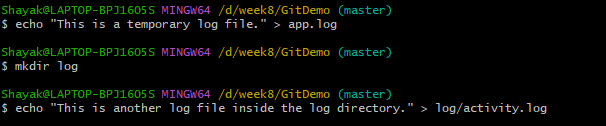 Shayak@LAPTOP-BPJ1605S MINGW64 /d/week8/GitDemo (master)
$ echo "This is a temporary log file." > app.log
Shayak@LAPTOP-BPJ1605S MINGW64 /d/week8/GitDemo (master)
$ mkdir log
Shayak@LAPTOP-BPJ1605S MINGW64 /d/week8/GitDemo (master)
$ echo "This is another log file inside the log directory." > log/activity.log